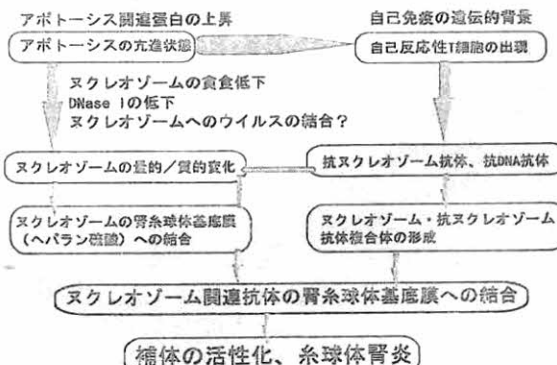 アポトーシス関連蛋白の上昇
アポトーシスの亢進状態
自己免疫の遺伝的背景
自己反応性T細胞の出現
ヌクレオゾームの貪食低下
DNase Iの低下
ヌクレオゾームへのウイルスの結合？
ヌクレオゾームの量的／質的変化
抗ヌクレオゾーム抗体、抗DNA抗体
ヌクレオゾームの腎糸球体基底膜
（ヘパラン硫酸）への結合
ヌクレオゾーム・抗ヌクレオゾーム
抗体複合体の形成
ヌクレオゾーム関連抗体の腎糸球体基底膜への結合
補体の活性化、糸球体腎炎